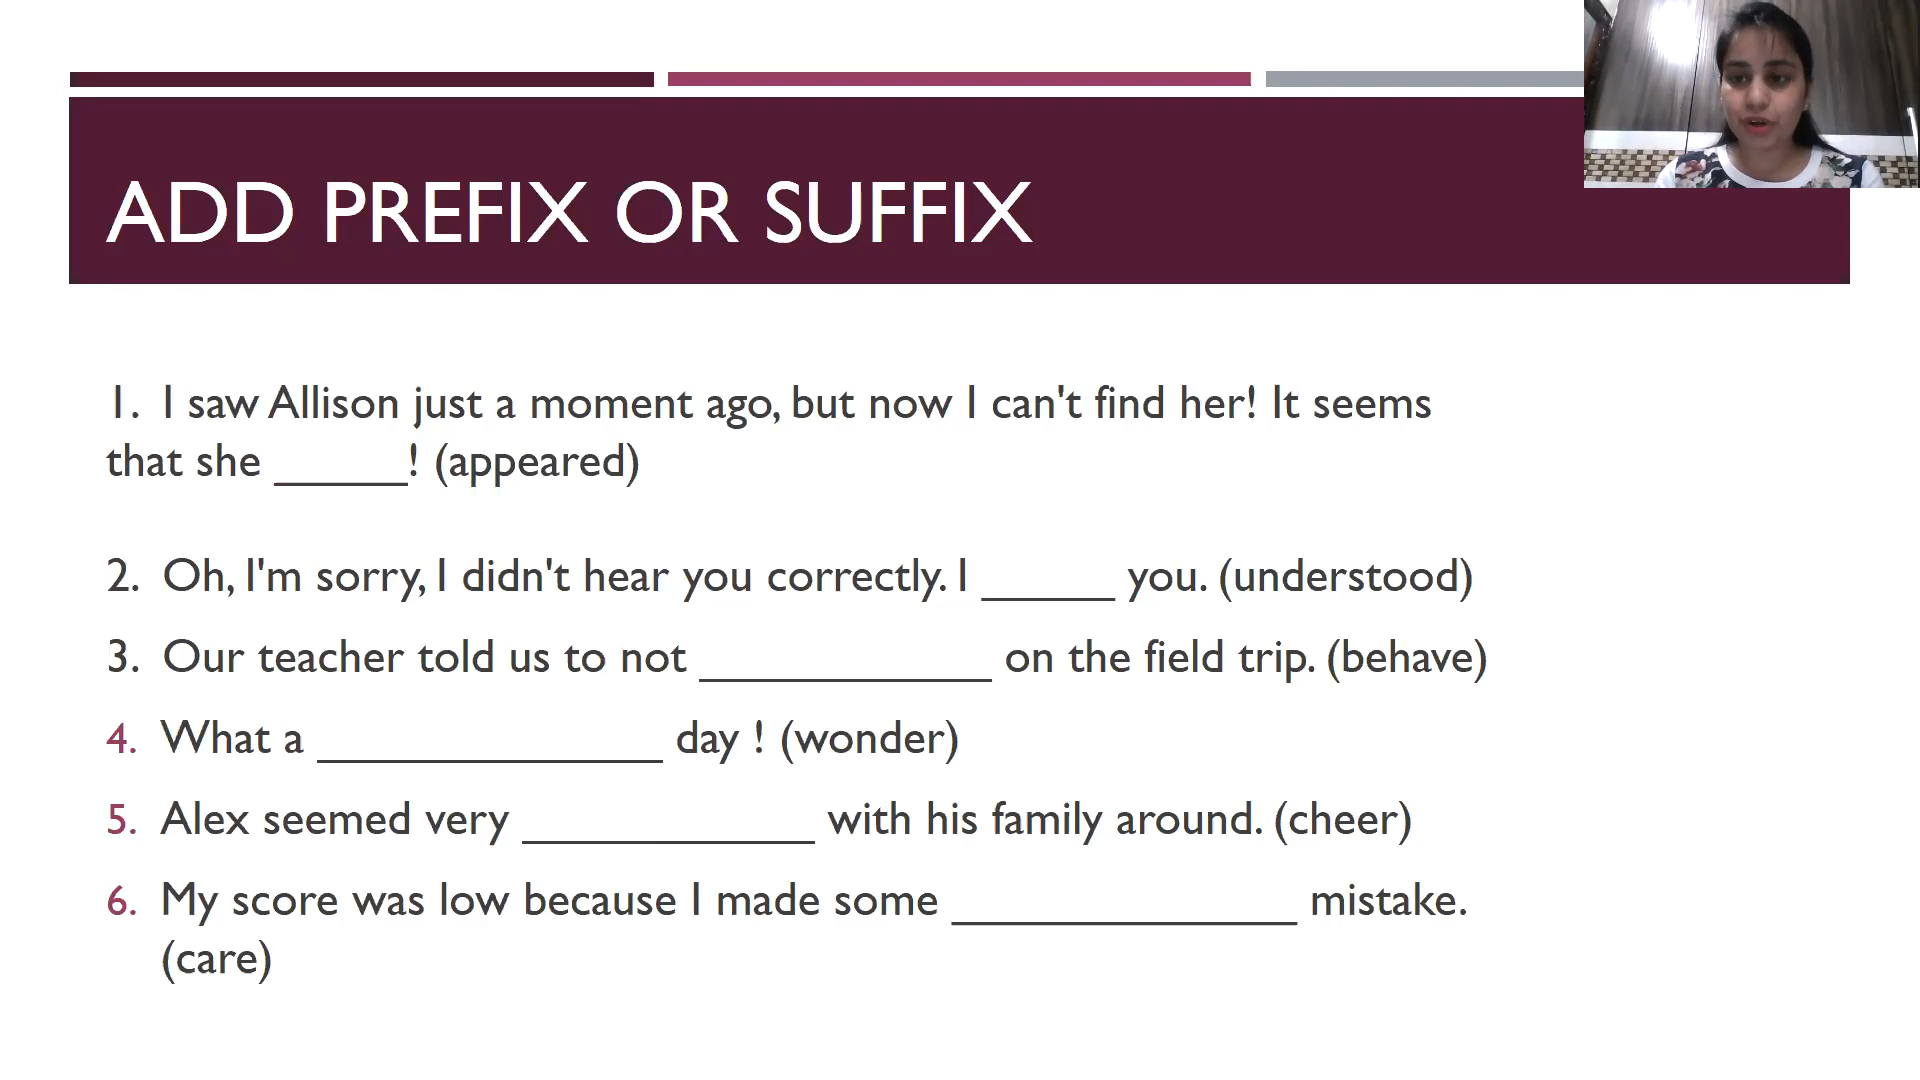 ADD PREFIX OR SUFFIX
1. I saw Allison just a moment ago, but now I can't find her! It seems
that she ______! (appeared)
2. Oh, I'm sorry, I didn't hear you correctly. I ______ you. (understood)
3. Our teacher told us to not _____________ on the field trip. (behave)
4. What a _______________ day ! (wonder)
5. Alex seemed very _____________ with his family around. (cheer)
6. My score was low because I made some _______________ mistake.
(care)